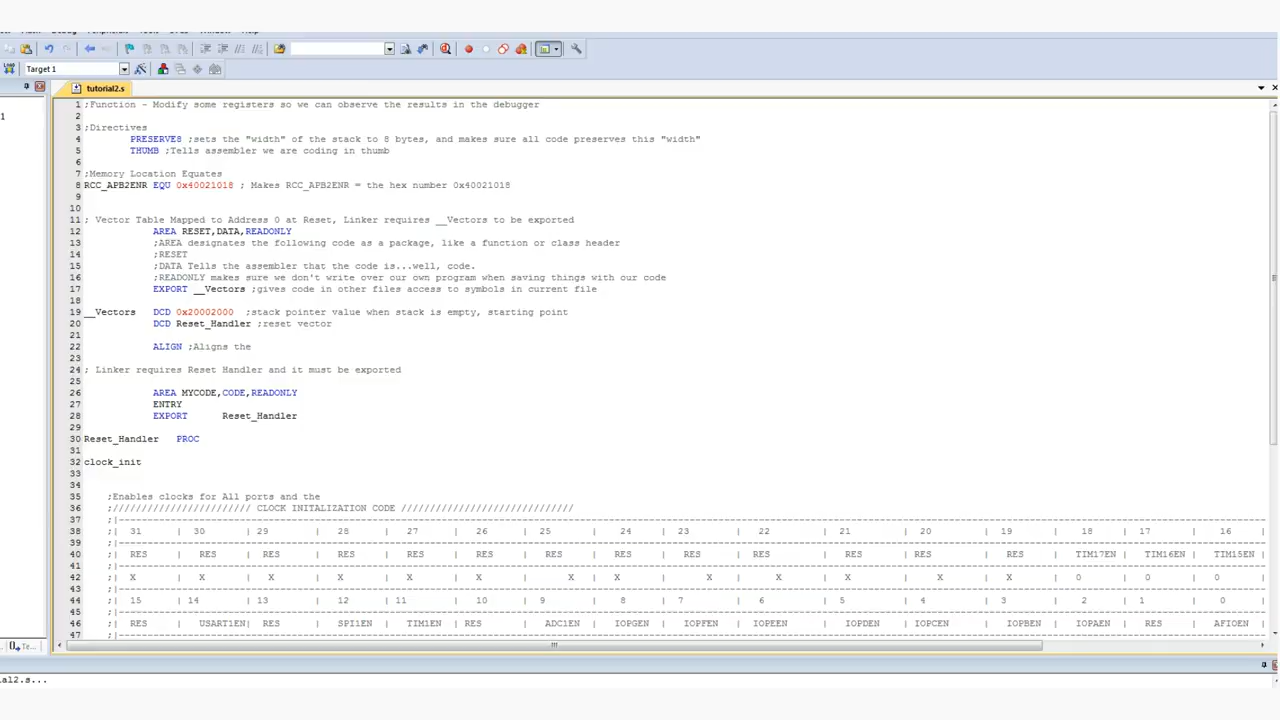 Target 1
tutorial2.s
1
1 ;Function - Modify some registers so we can observe the results in the debugger
2
3 ;Directives
4 PRESERVE8 ;sets the "width" of the stack to 8 bytes, and makes sure all code preserves this "width"
5 THUMB ;Tells assembler we are coding in thumb
6
7 ;Memory Location Equates
8 RCC_APB2ENR EQU 0x40021018 ; Makes RCC_APB2ENR = the hex number 0x40021018
9
10
11 ; Vector Table Mapped to Address 0 at Reset, Linker requires __Vectors to be exported
12 AREA RESET,DATA,READONLY
13 ;AREA designates the following code as a package, like a function or class header
14 ;RESET
15 ;DATA Tells the assembler that the code is...well, code.
16 ;READONLY makes sure we don't write over our own program when saving things with our code
17 EXPORT __Vectors ;gives code in other files access to symbols in current file
18
19 __Vectors DCD 0x20002000 ;stack pointer value when stack is empty, starting point
20 DCD Reset_Handler ;reset vector
21
22 ALIGN ;Aligns the
23
24 ; Linker requires Reset Handler and it must be exported
25
26 AREA MYCODE,CODE,READONLY
27 ENTRY
28 EXPORT Reset_Handler
29
30 Reset_Handler PROC
31
32 clock_init
33
34
35 ;Enables clocks for All ports and the
36 ;//////////////////////// CLOCK INITALIZATION CODE //////////////////////////////
37 ;|----------------------------------------
38 ;| 31 | 30 | 29 | 28 | 27 | 26 | 25 | 24 | 23 | 22 | 21 | 20 | 19 | 18 | 17 | 16 |
39 ;|----------------------------------------
40 ;| RES | RES | RES | RES | RES | RES | RES | RES | RES | RES | RES | RES | RES | TIM17EN | TIM16EN | TIM15EN |
41 ;|----------------------------------------
42 ;| X | X | X | X | X | X | X | X | X | X | X | X | X | 0 | 0 | 0 |
43 ;|----------------------------------------
44 ;| 15 | 14 | 13 | 12 | 11 | 10 | 9 | 8 | 7 | 6 | 5 | 4 | 3 | 2 | 1 | 0 |
45 ;|----------------------------------------
46 ;| RES | USART1EN| RES | SPI1EN | TIM1EN | RES | ADC1EN | IOPGEN | IOPFEN | IOPEEN | IOPDEN | IOPCEN | IOPBEN | IOPAEN | RES | AFIOEN |
47 ;|----------------------------------------
{}, Te...
ial2.s...